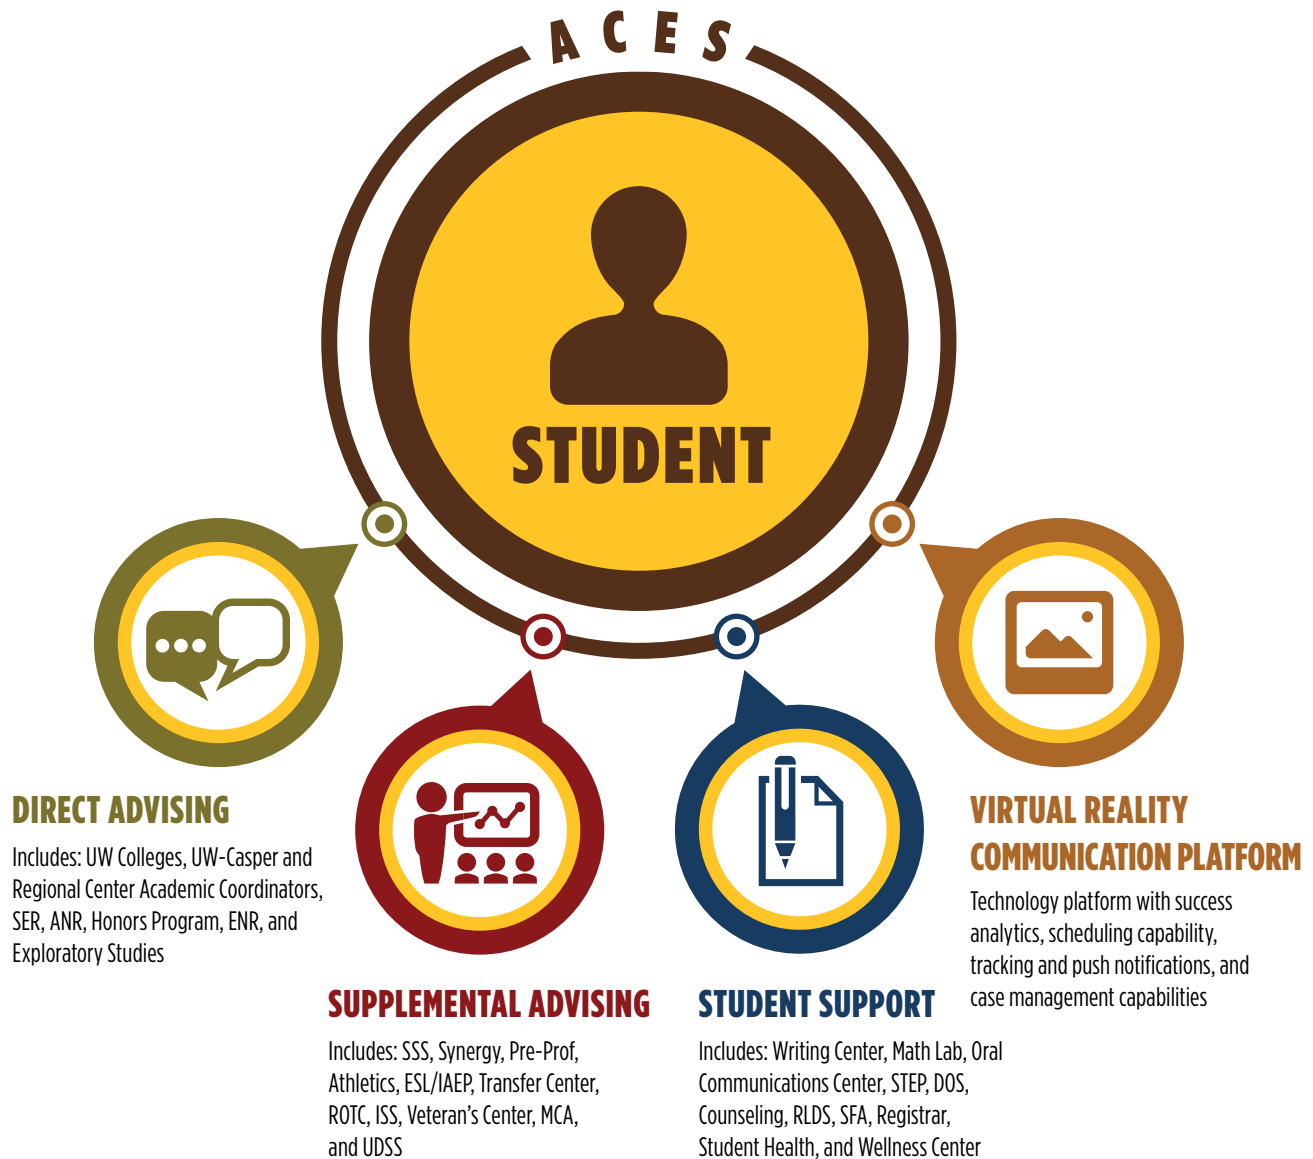 ACES
STUDENT
DIRECT ADVISING
Includes: UW Colleges, UW-Casper and
Regional Center Academic Coordinators,
SER, ANR, Honors Program, ENR, and
Exploratory Studies
SUPPLEMENTAL ADVISING
Includes: SSS, Synergy, Pre-Prof,
Athletics, ESL/IAEP, Transfer Center,
ROTC, ISS, Veteran’s Center, MCA,
and UDSS
STUDENT SUPPORT
Includes: Writing Center, Math Lab, Oral
Communications Center, STEP, DOS,
Counseling, RLDS, SFA, Registrar,
Student Health, and Wellness Center
VIRTUAL REALITY
COMMUNICATION PLATFORM
Technology platform with success
analytics, scheduling capability,
tracking and push notifications, and
case management capabilities